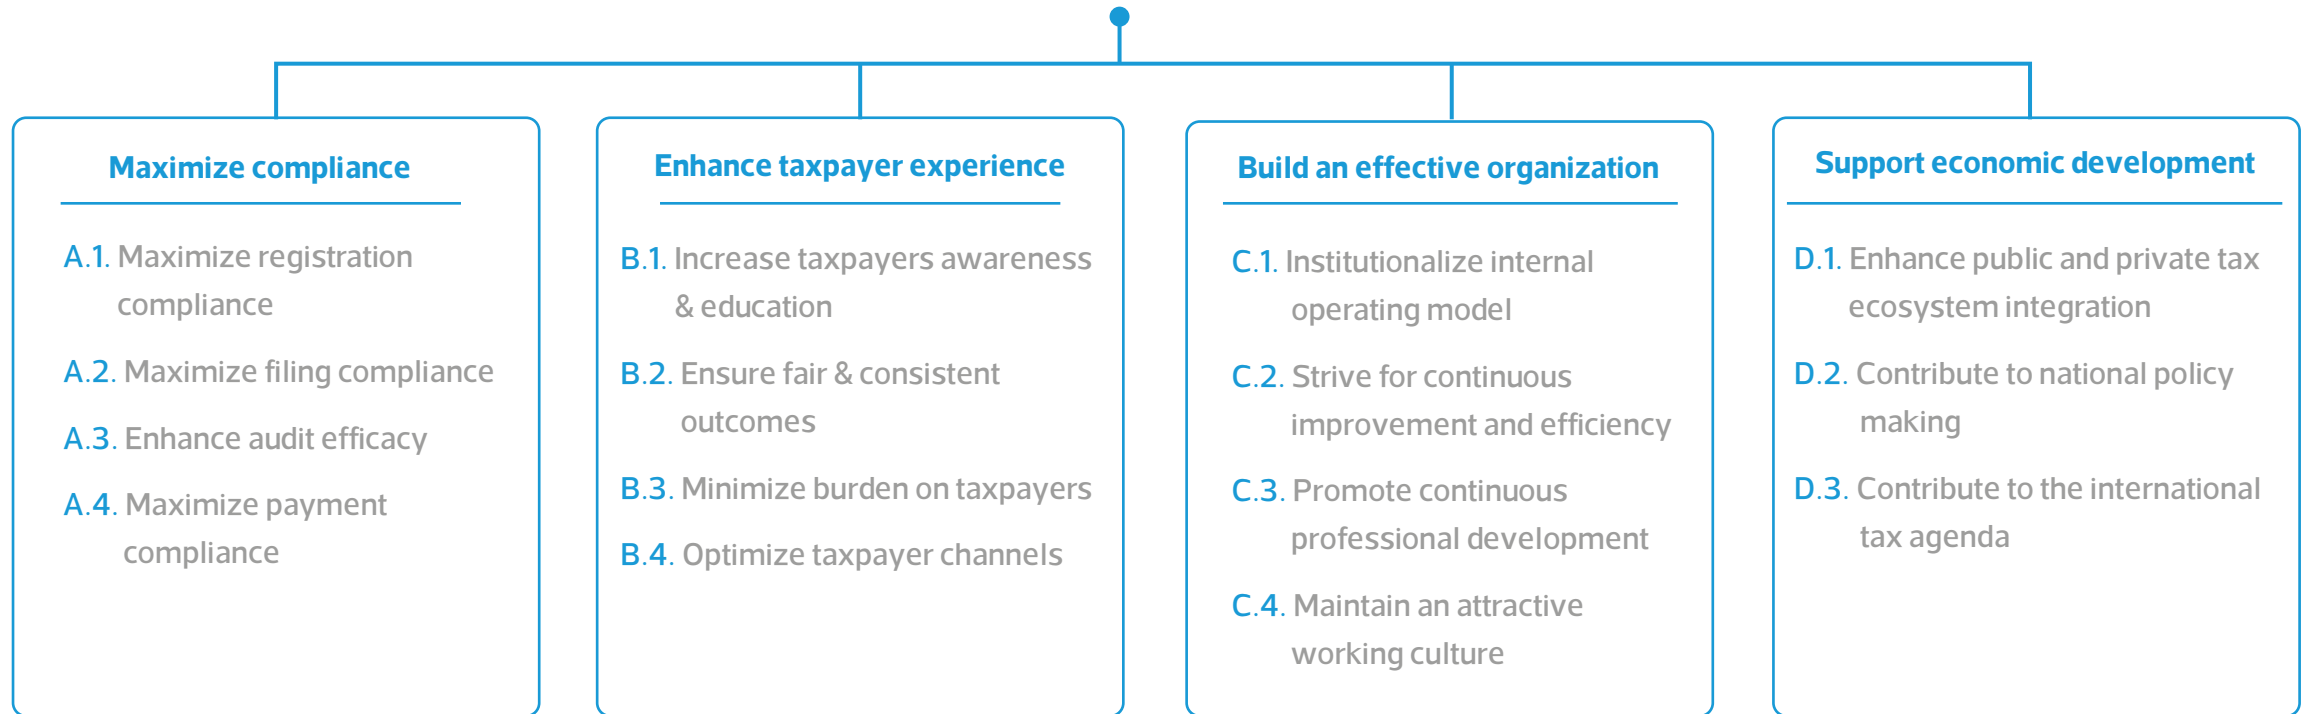 Maximize compliance
A.1. Maximize registration
compliance
A.2. Maximize filing compliance
A.3. Enhance audit efficacy
A.4. Maximize payment
compliance
Enhance taxpayer experience
B.1. Increase taxpayers awareness
& education
B.2. Ensure fair & consistent
outcomes
B.3. Minimize burden on taxpayers
B.4. Optimize taxpayer channels
Build an effective organization
C.1. Institutionalize internal
operating model
C.2. Strive for continuous
improvement and efficiency
C.3. Promote continuous
professional development
C.4. Maintain an attractive
working culture
Support economic development
D.1. Enhance public and private tax
ecosystem integration
D.2. Contribute to national policy
making
D.3. Contribute to the international
tax agenda